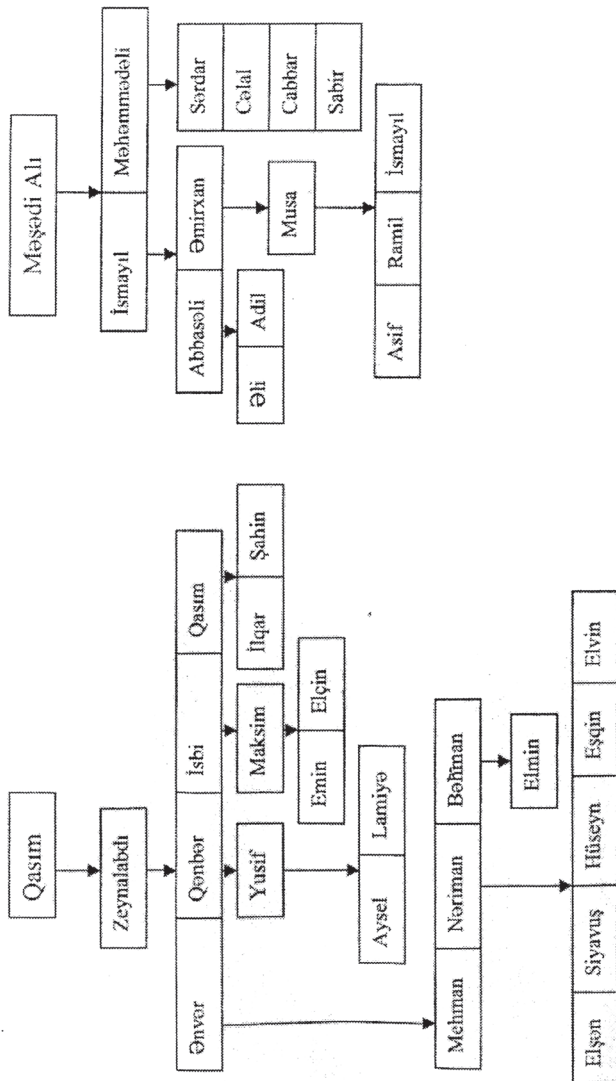 Qasım
Zeynalabdı
Ənvər Qənbər İsbi Qasım
Yusif Maksim İlqar Şahin
Emin Elçin
Aysel Lamiyə
Mehman Nəriman Bəhman
Elmin
Elşən Siyavuş Hüseyn Eşqin Elvin
Məşədi Alı
İsmayıl Məhəmmədəli
Abbasəli Əmirxan
Sərdar
Cəlal
Cabbar
Sabir
Əli Adil
Musa
Asif Ramil İsmayıl